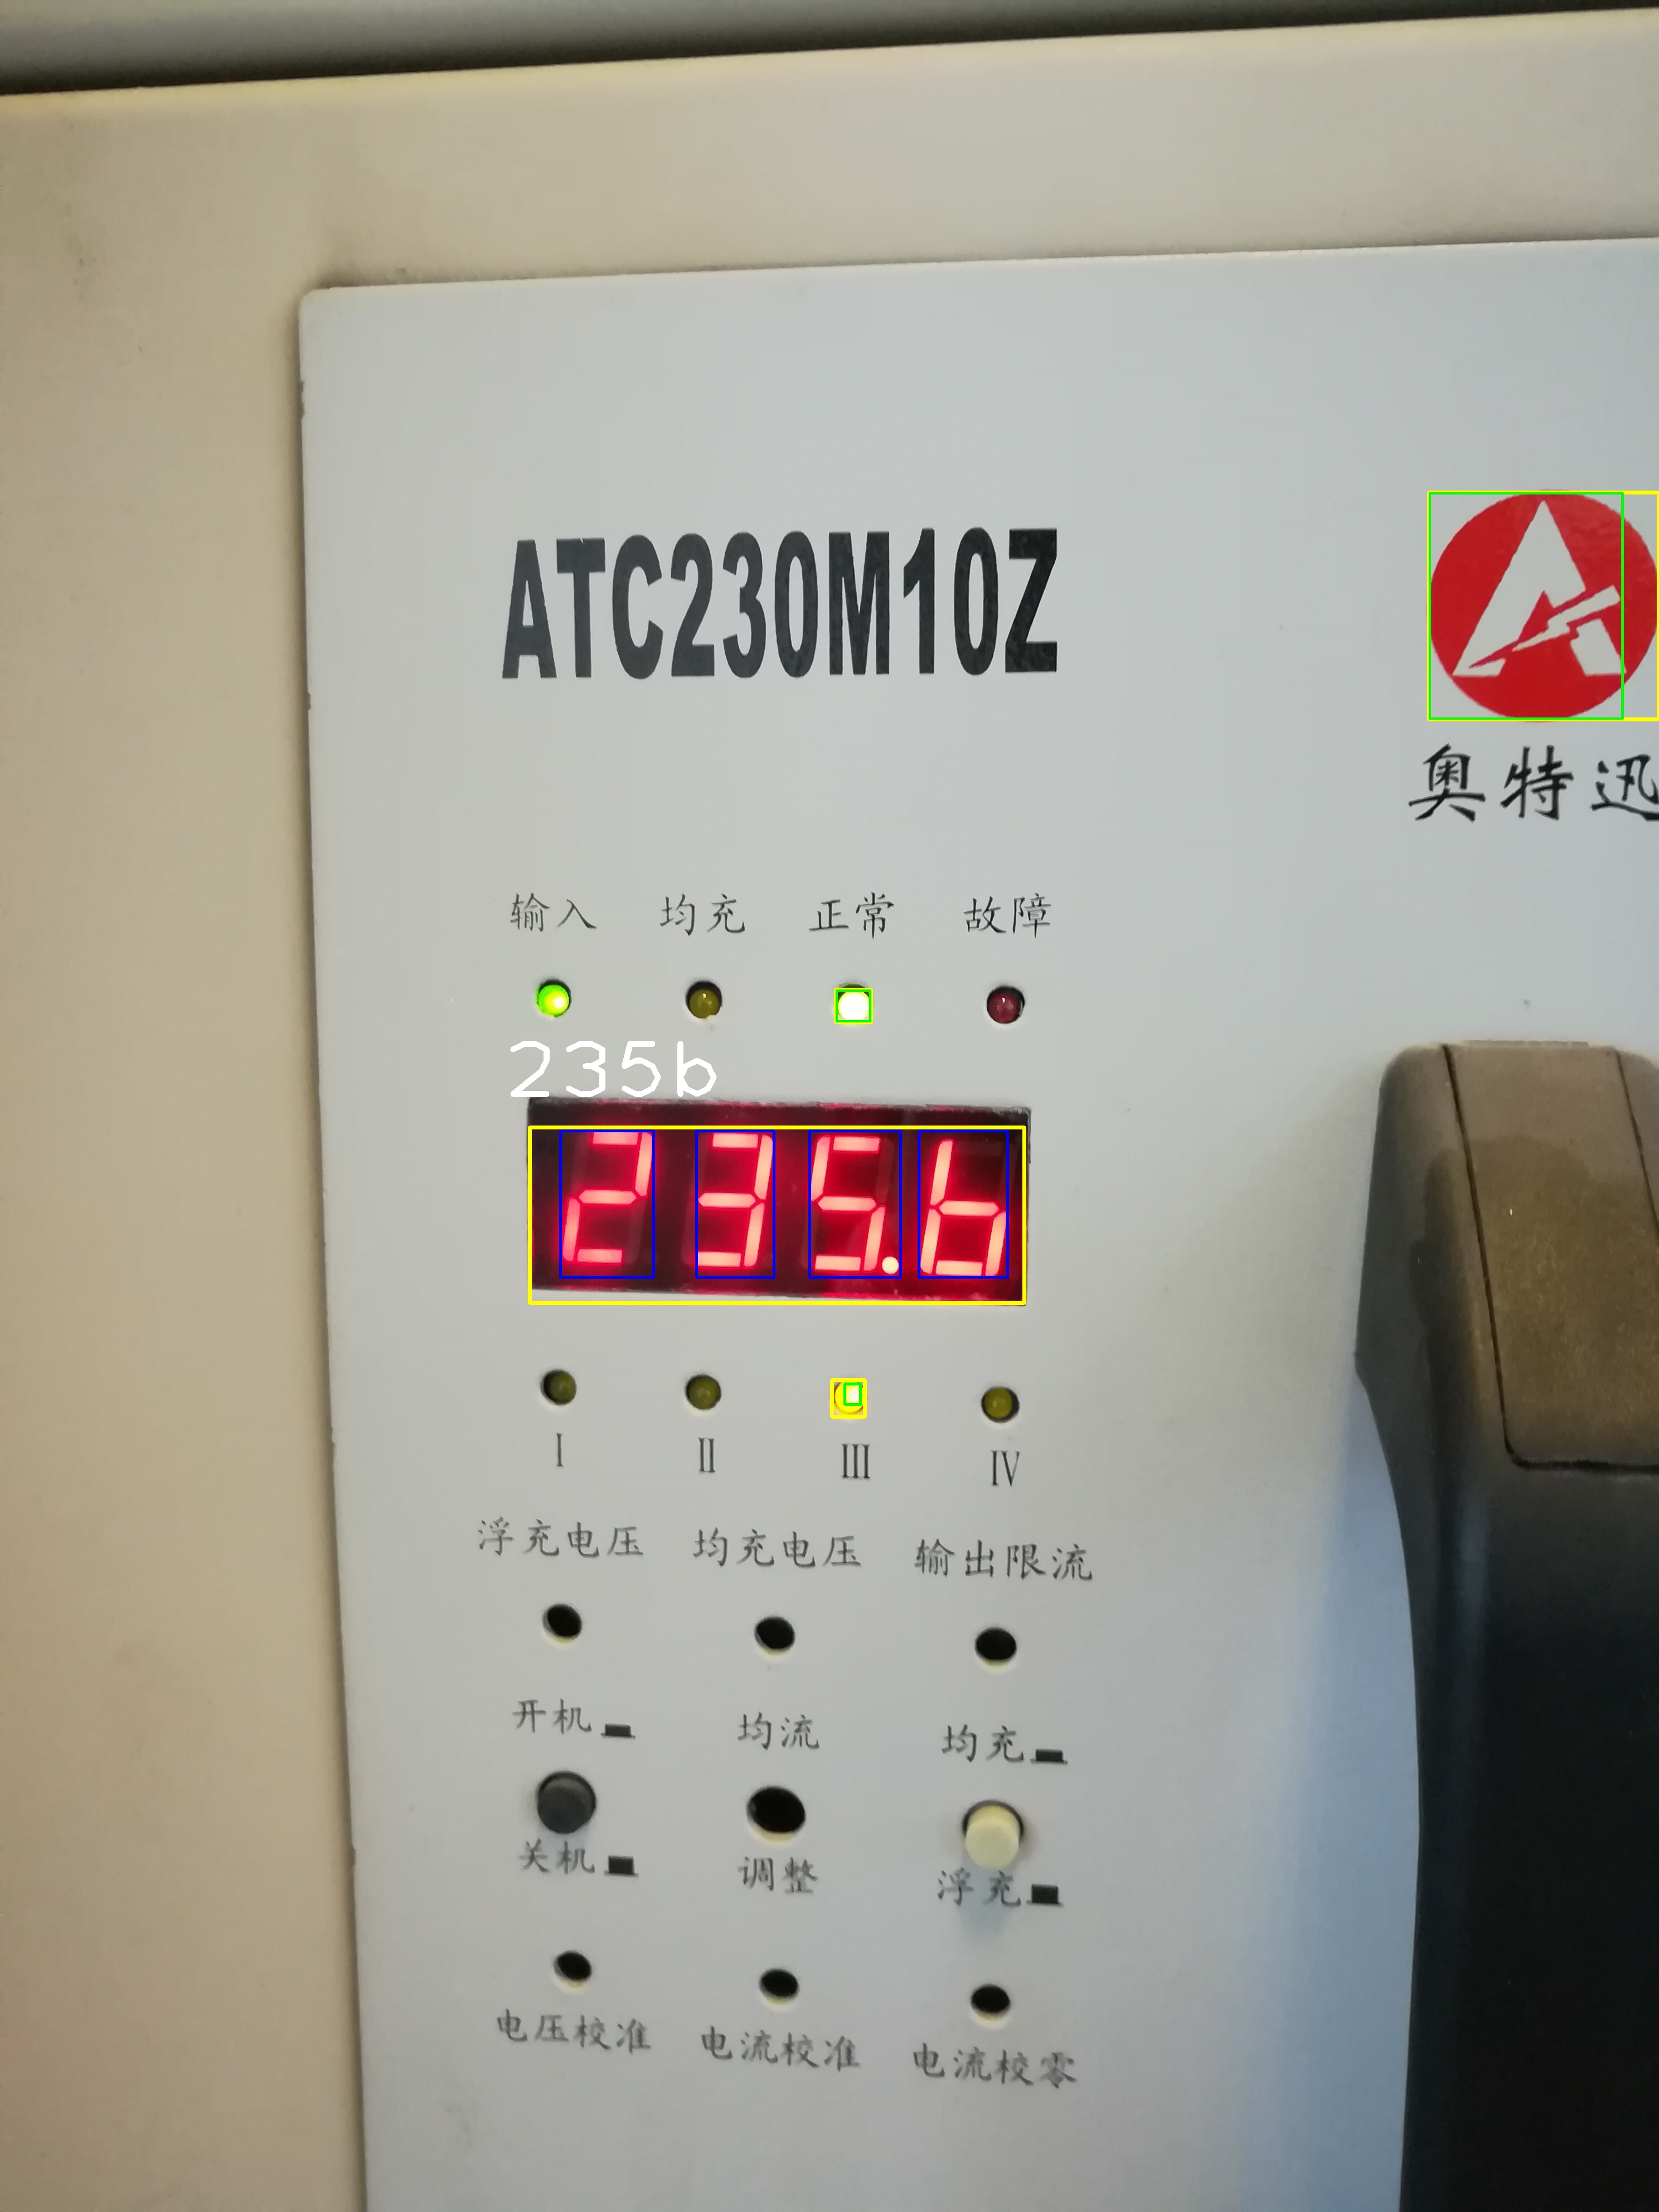 ATC230M10Z
奥特迅
输入 均充 正常 故障
235b
235.6
I II III IV
浮充电压 均充电压 输出限流
开机 均流 均充
关机 调整 浮充
电压校准 电流校准 电流校零